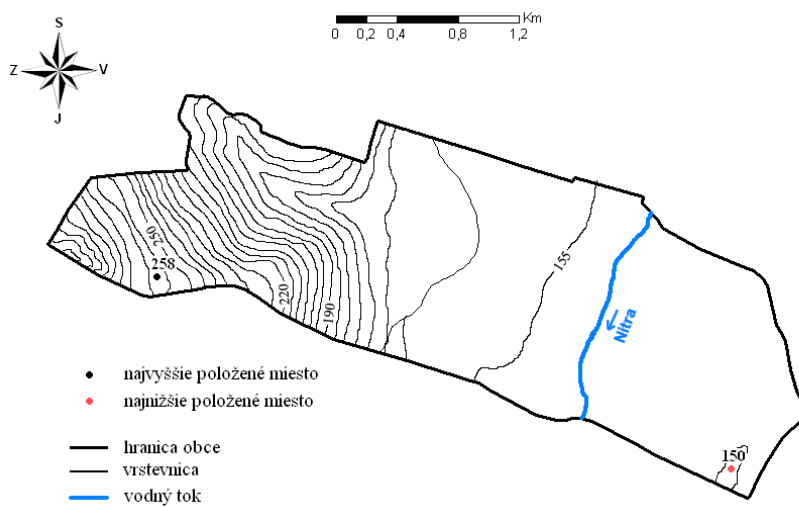 Km
0 0,2 0,4 0,8 1,2
S
Z V
J
250
258
220
190
155
Nitra
150
najvyššie položené miesto
najnižšie položené miesto
hranica obce
vrstevnica
vodný tok